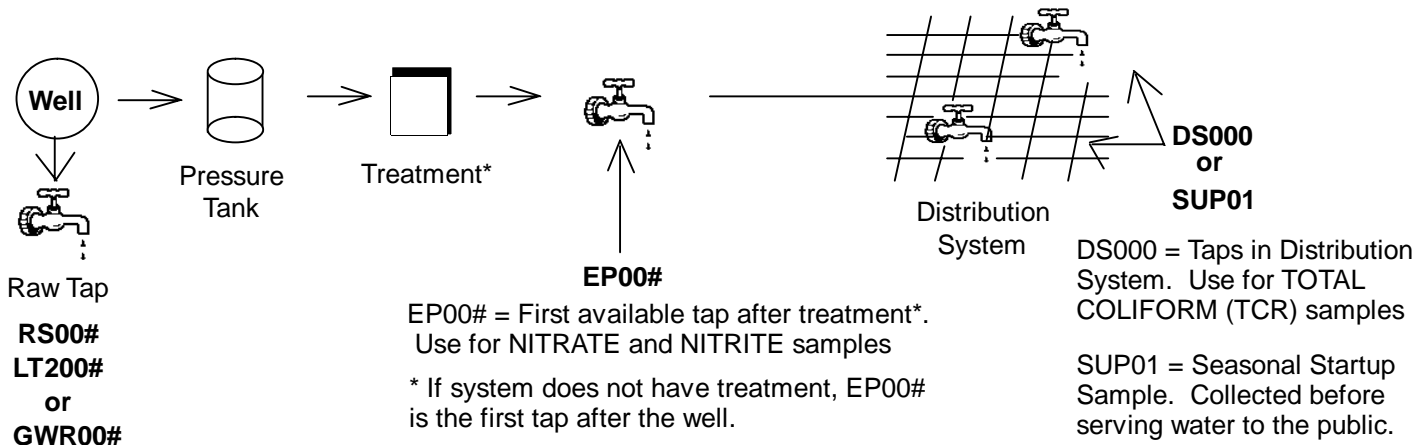 Well
Pressure
Tank
Treatment*
Raw Tap
RS00#
LT200#
or
GWR00#
EP00#
EP00# = First available tap after treatment*.
Use for NITRATE and NITRITE samples
* If system does not have treatment, EP00#
is the first tap after the well.
Distribution
System
DS000
or
SUP01
DS000 = Taps in Distribution
System. Use for TOTAL
COLIFORM (TCR) samples
SUP01 = Seasonal Startup
Sample. Collected before
serving water to the public.